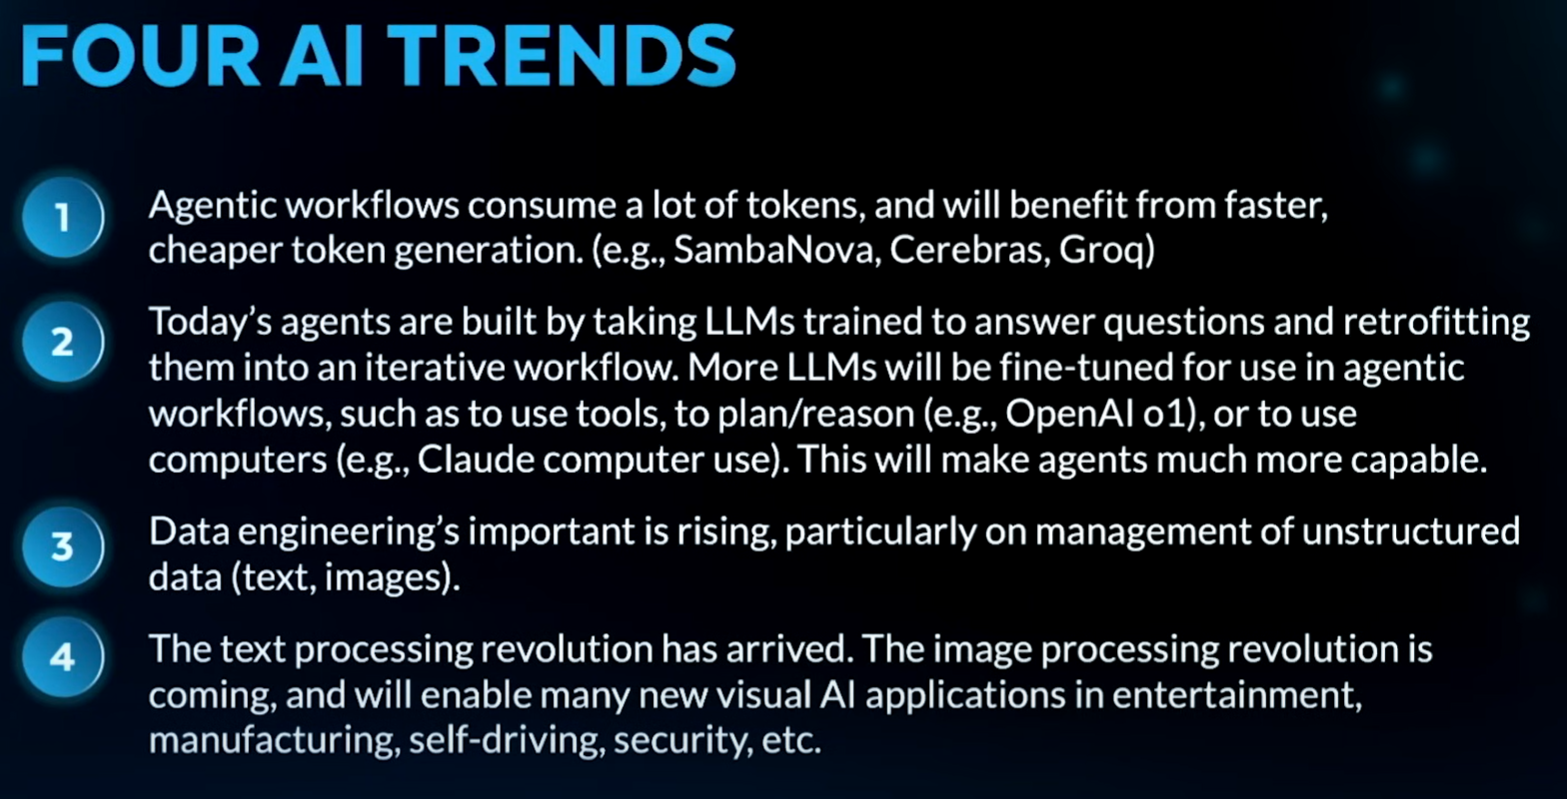 FOUR AI TRENDS
1
Agentic workflows consume a lot of tokens, and will benefit from faster,
cheaper token generation. (e.g., SambaNova, Cerebras, Groq)
2
Today's agents are built by taking LLMs trained to answer questions and retrofitting
them into an iterative workflow. More LLMs will be fine-tuned for use in agentic
workflows, such as to use tools, to plan/reason (e.g., OpenAI o1), or to use
computers (e.g., Claude computer use). This will make agents much more capable.
3
Data engineering's important is rising, particularly on management of unstructured
data (text, images).
4
The text processing revolution has arrived. The image processing revolution is
coming, and will enable many new visual AI applications in entertainment,
manufacturing, self-driving, security, etc.